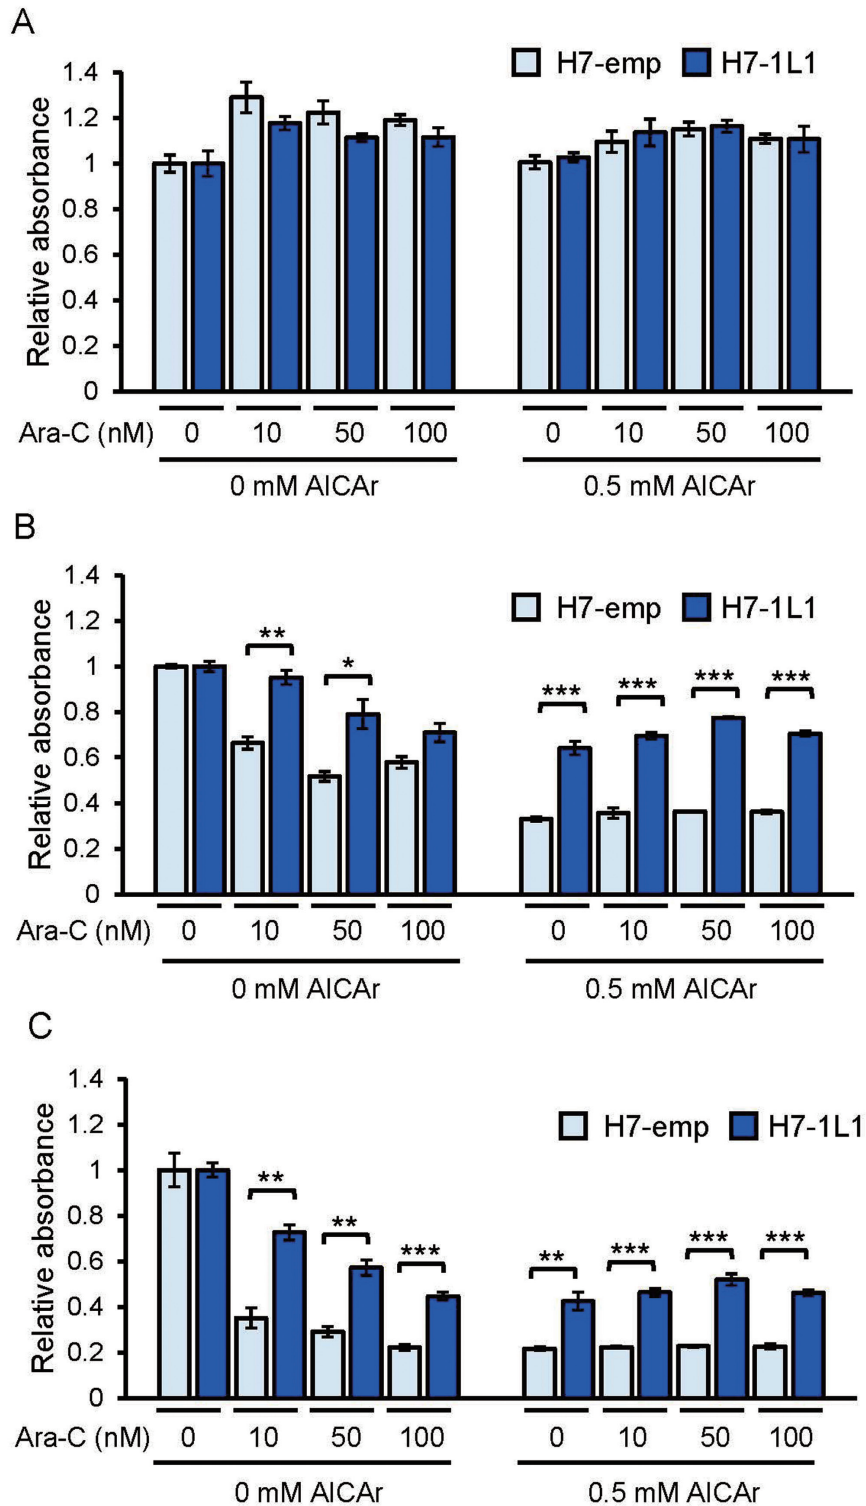 A
H7-emp H7-1L1
1.4
1.2
1
0.8
0.6
0.4
0.2
0
Relative absorbance
Ara-C (nM) 0 10 50 100 0 10 50 100
0 mM AICAr 0.5 mM AICAr
B
H7-emp H7-1L1
1.4
1.2
1
0.8
0.6
0.4
0.2
0
Relative absorbance
** * *** *** *** ***
Ara-C (nM) 0 10 50 100 0 10 50 100
0 mM AICAr 0.5 mM AICAr
C
H7-emp H7-1L1
1.4
1.2
1
0.8
0.6
0.4
0.2
0
Relative absorbance
** ** *** ** *** *** ***
Ara-C (nM) 0 10 50 100 0 10 50 100
0 mM AICAr 0.5 mM AICAr